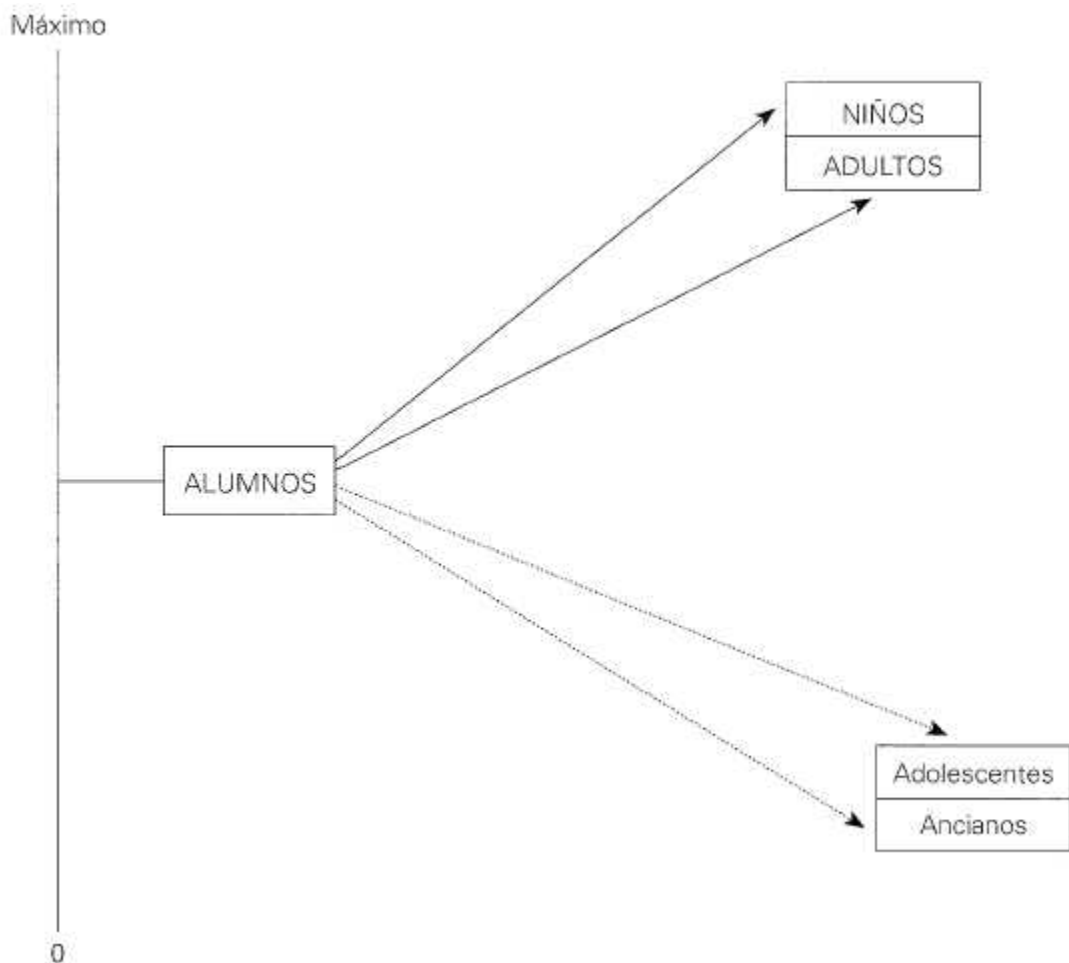 Máximo
NIÑOS
ADULTOS
ALUMNOS
Adolescentes
Ancianos
0